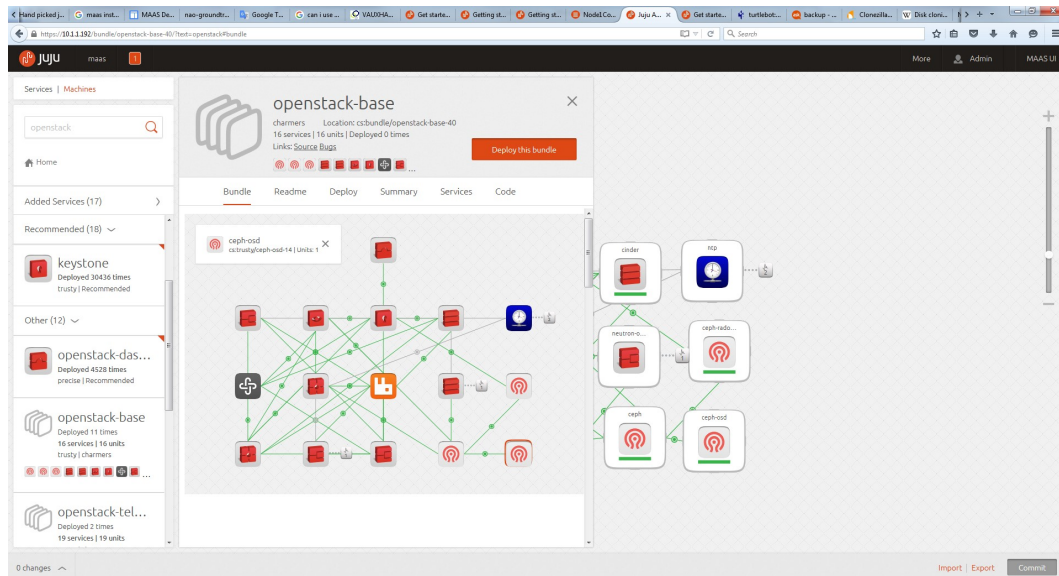 Hand picked j...
maas inst...
MAAS De...
nao-groundtr...
Google T...
can i use ...
VAUXHA...
Get starte...
Getting st...
Getting st...
Node1 Co...
Juju A...
Get starte...
turtlebot:...
backup - ...
Clonezilla...
Disk cloni...
https://10.1.1.192/bundle/openstack-base-40/?text=openstack#bundle
Search
juju
maas
1
More
Admin
MAAS UI
Services | Machines
openstack
Home
Added Services (17)
Recommended (18)
keystone
Deployed 30436 times
trusty | Recommended
Other (12)
openstack-das...
Deployed 4528 times
precise | Recommended
openstack-base
Deployed 11 times
16 services | 16 units
trusty | charmers
...
openstack-tel...
Deployed 2 times
19 services | 19 units
openstack-base
charmers Location: cs:bundle/openstack-base-40
16 services | 16 units | Deployed 0 times
Links: Source Bugs
...
Deploy this bundle
Bundle Readme Deploy Summary Services Code
ceph-osd
cs:trusty/ceph-osd-14 | Units: 1
cinder
ntp
neutron-o...
ceph-rado...
ceph
ceph-osd
0 changes
Import | Export
Commit